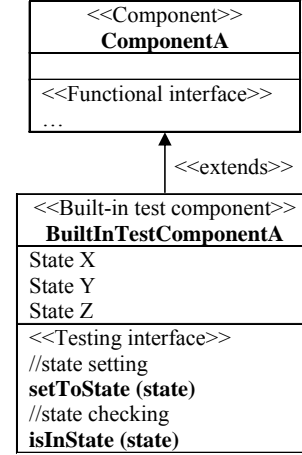 <<Component>>
ComponentA
<<Functional interface>>
…
<<extends>>
<<Built-in test component>>
BuiltInTestComponentA
State X
State Y
State Z
<<Testing interface>>
//state setting
setToState (state)
//state checking
isInState (state)